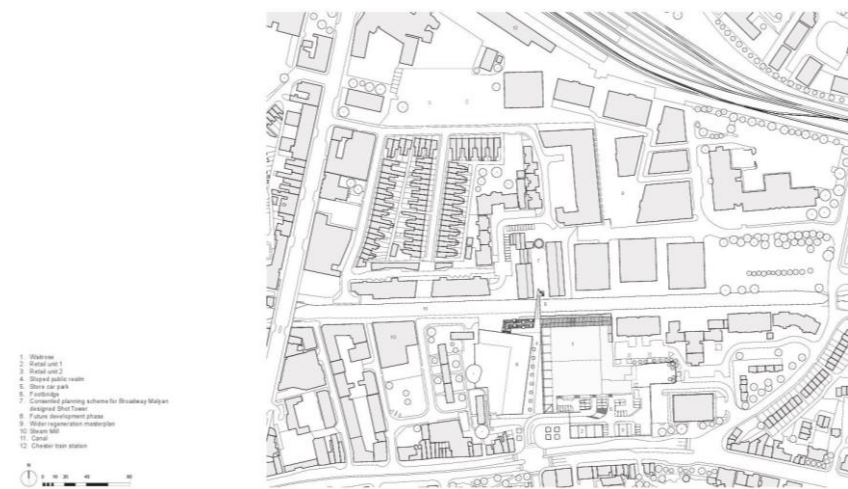 1. Waitrose
2. Retail unit 1
3. Retail unit 2
4. Sloped public realm
5. Store car park
6. Footbridge
7. Consented planning scheme for Broadway Malyan
designed Shot Tower
8. Future development phase
9. Wider regeneration masterplan
10 Steam Mill
11. Canal
12. Chester train station
N
0 10 20 40 80
10
11